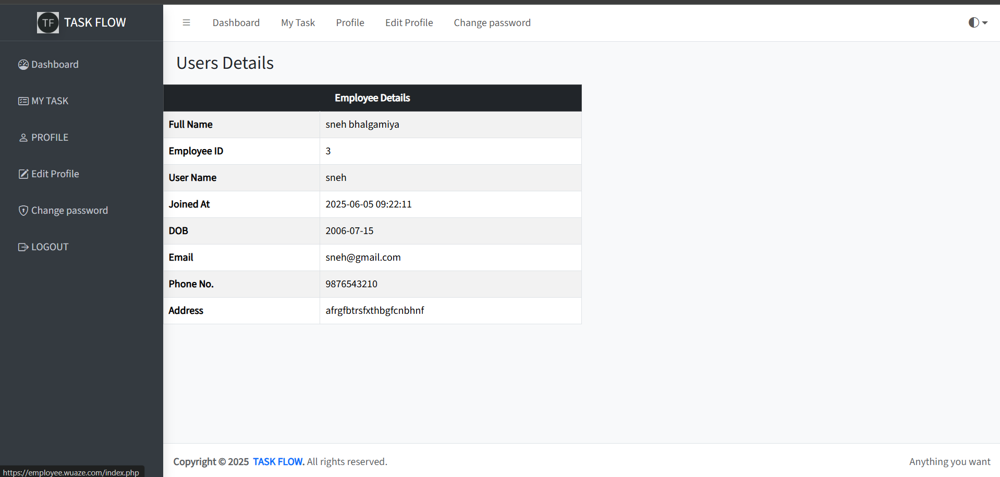 TF TASK FLOW
Dashboard My Task Profile Edit Profile Change password
Dashboard
MY TASK
PROFILE
Edit Profile
Change password
LOGOUT
Users Details
Employee Details
Full Name sneh bhalgamiya
Employee ID 3
User Name sneh
Joined At 2025-06-05 09:22:11
DOB 2006-07-15
Email sneh@gmail.com
Phone No. 9876543210
Address afrgfbtrsfxthbgfcnbhnf
Copyright © 2025 TASK FLOW. All rights reserved. Anything you want
https://employee.wuaze.com/index.php